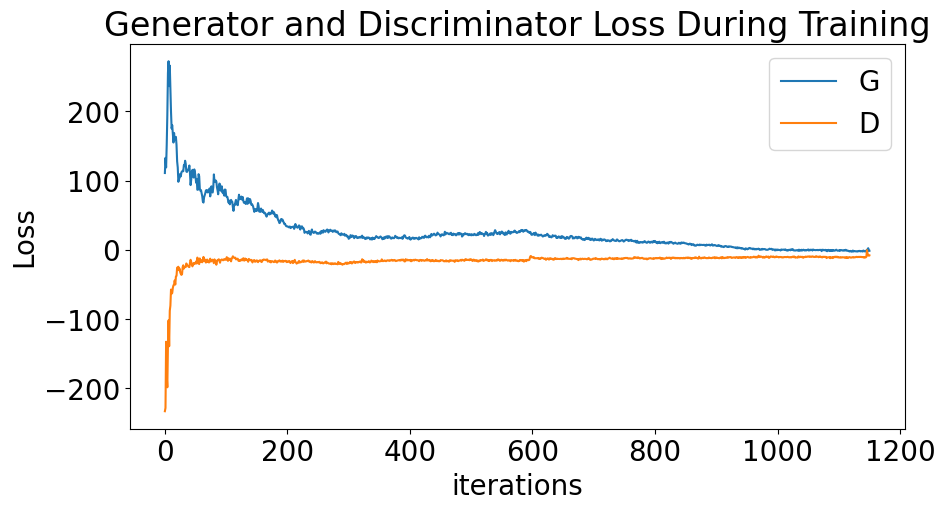 Generator and Discriminator Loss During Training
G
D
Loss
200
100
0
−100
−200
0 200 400 600 800 1000 1200
iterations